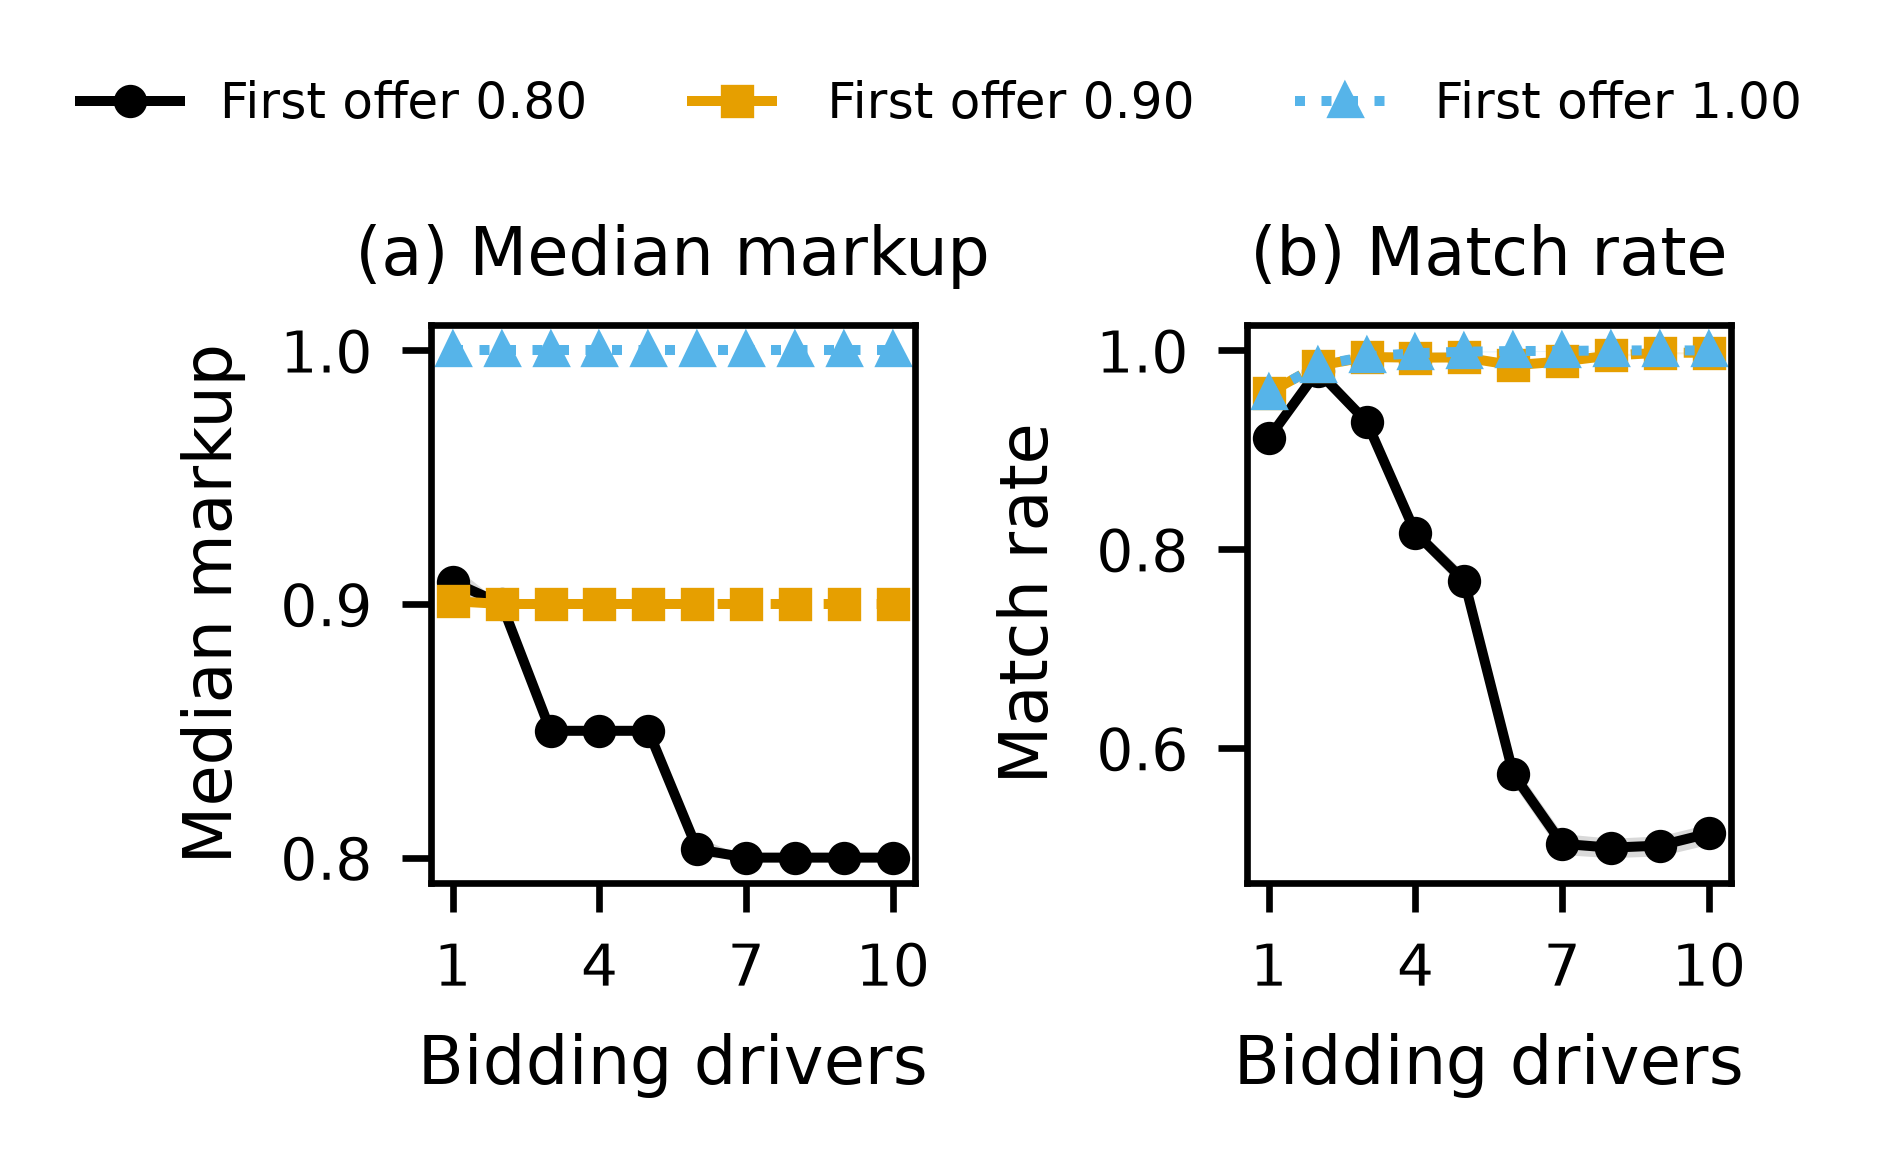 First offer 0.80 First offer 0.90 First offer 1.00
(a) Median markup
Median markup
1.0
0.9
0.8
1 4 7 10
Bidding drivers
(b) Match rate
Match rate
1.0
0.8
0.6
1 4 7 10
Bidding drivers